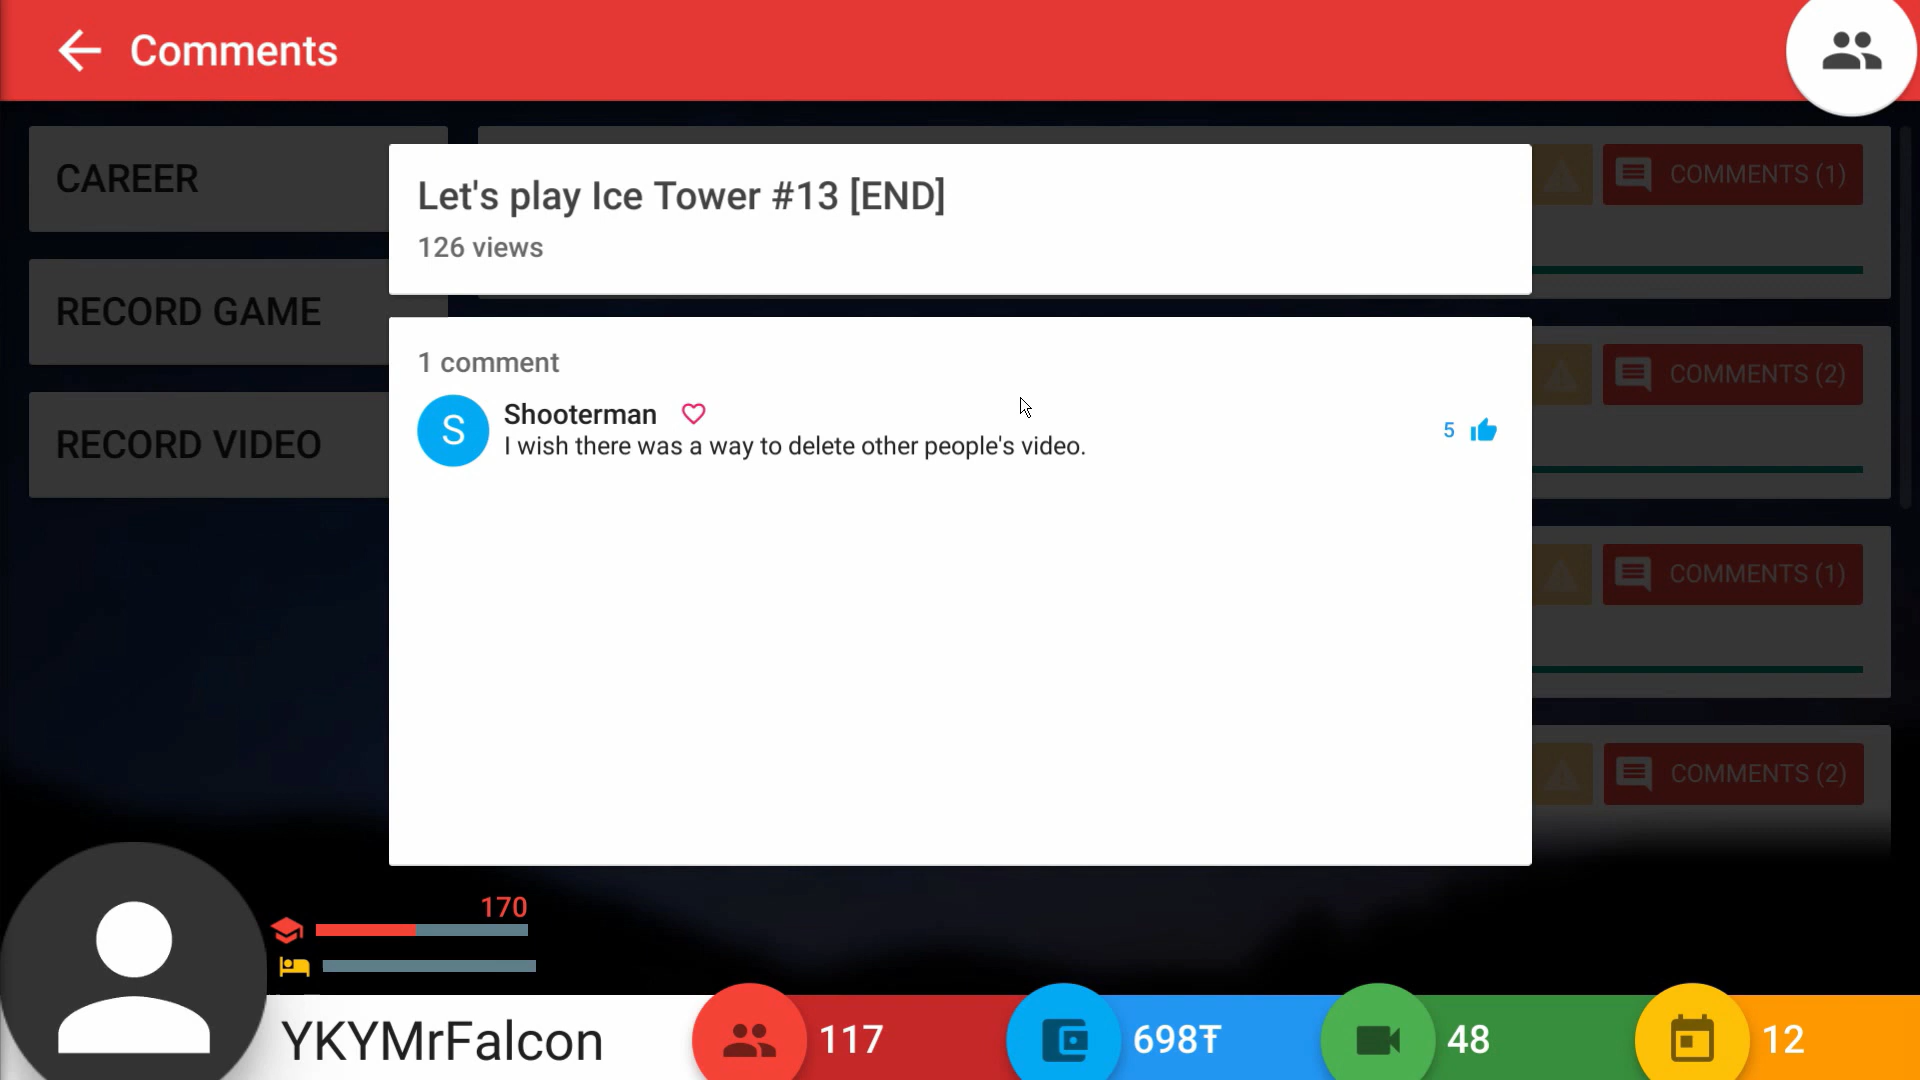 Comments
CAREER
RECORD GAME
RECORD VIDEO
COMMENTS (1)
COMMENTS (2)
COMMENTS (1)
COMMENTS (2)
Let's play Ice Tower #13 [END]
126 views
1 comment
S
Shooterman
I wish there was a way to delete other people's video.
5
170
YKYMrFalcon
117
698Ŧ
48
12